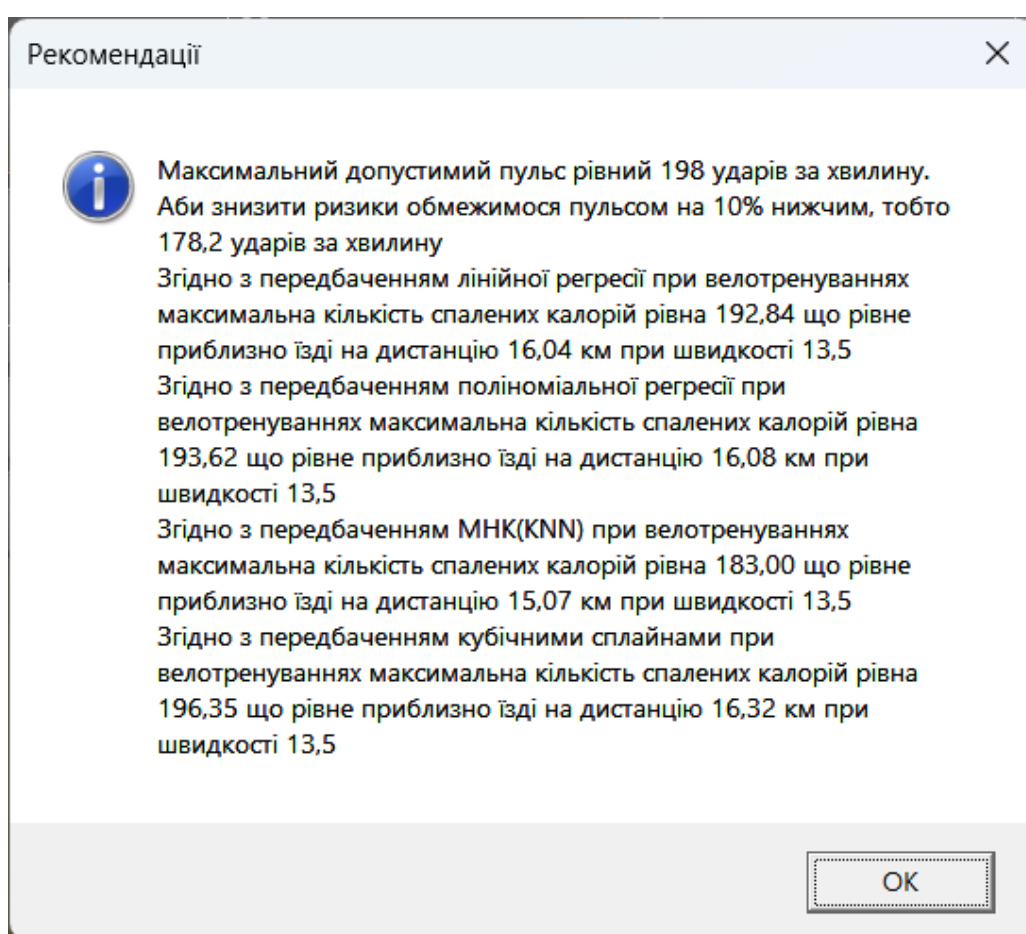 Рекомендації
Максимальний допустимий пульс рівний 198 ударів за хвилину.
Аби знизити ризики обмежимося пульсом на 10% нижчим, тобто
178,2 ударів за хвилину
Згідно з передбаченням лінійної регресії при велотренуваннях
максимальна кількість спалених калорій рівна 192,84 що рівне
приблизно їзді на дистанцію 16,04 км при швидкості 13,5
Згідно з передбаченням поліноміальної регресії при
велотренуваннях максимальна кількість спалених калорій рівна
193,62 що рівне приблизно їзді на дистанцію 16,08 км при
швидкості 13,5
Згідно з передбаченням МНК(KNN) при велотренуваннях
максимальна кількість спалених калорій рівна 183,00 що рівне
приблизно їзді на дистанцію 15,07 км при швидкості 13,5
Згідно з передбаченням кубічними сплайнами при
велотренуваннях максимальна кількість спалених калорій рівна
196,35 що рівне приблизно їзді на дистанцію 16,32 км при
швидкості 13,5
ОК